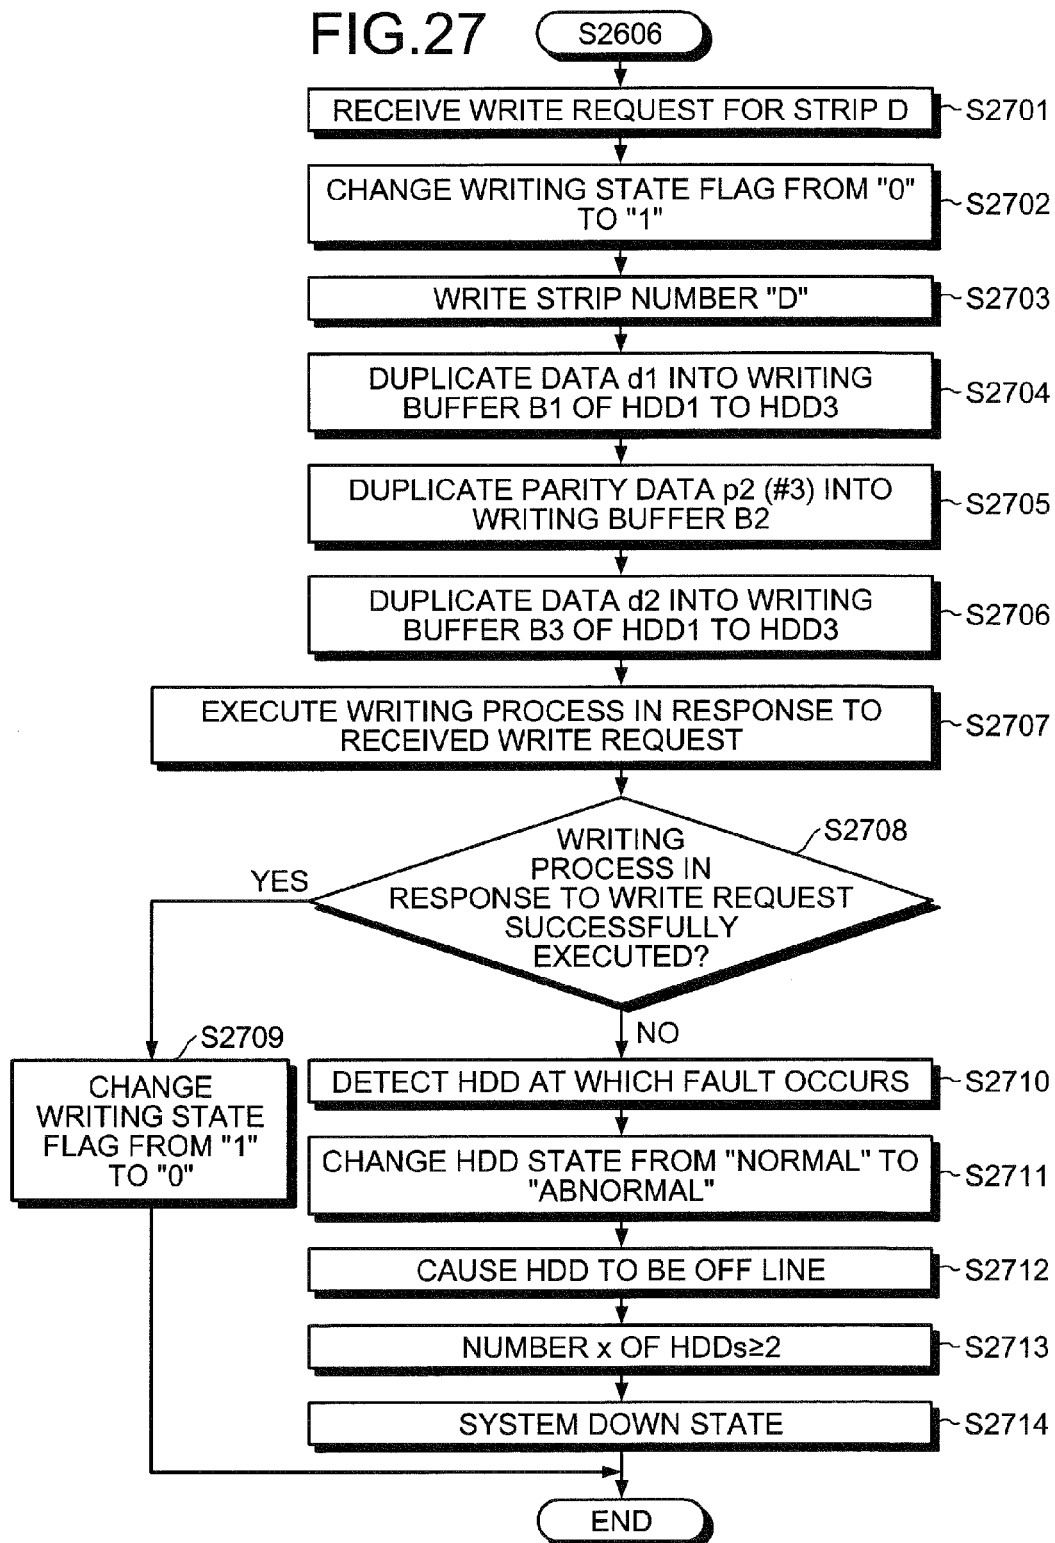 FIG.27
S2606
RECEIVE WRITE REQUEST FOR STRIP D
S2701
CHANGE WRITING STATE FLAG FROM "0"
TO "1"
S2702
WRITE STRIP NUMBER "D"
S2703
DUPLICATE DATA d1 INTO WRITING
BUFFER B1 OF HDD1 TO HDD3
S2704
DUPLICATE PARITY DATA p2 (#3) INTO
WRITING BUFFER B2
S2705
DUPLICATE DATA d2 INTO WRITING
BUFFER B3 OF HDD1 TO HDD3
S2706
EXECUTE WRITING PROCESS IN RESPONSE TO
RECEIVED WRITE REQUEST
S2707
S2708
WRITING
PROCESS IN
RESPONSE TO WRITE REQUEST
SUCCESSFULLY
EXECUTED?
YES
NO
S2709
CHANGE
WRITING STATE
FLAG FROM "1"
TO "0"
DETECT HDD AT WHICH FAULT OCCURS
S2710
CHANGE HDD STATE FROM "NORMAL" TO
"ABNORMAL"
S2711
CAUSE HDD TO BE OFF LINE
S2712
NUMBER x OF HDDs≥2
S2713
SYSTEM DOWN STATE
S2714
END